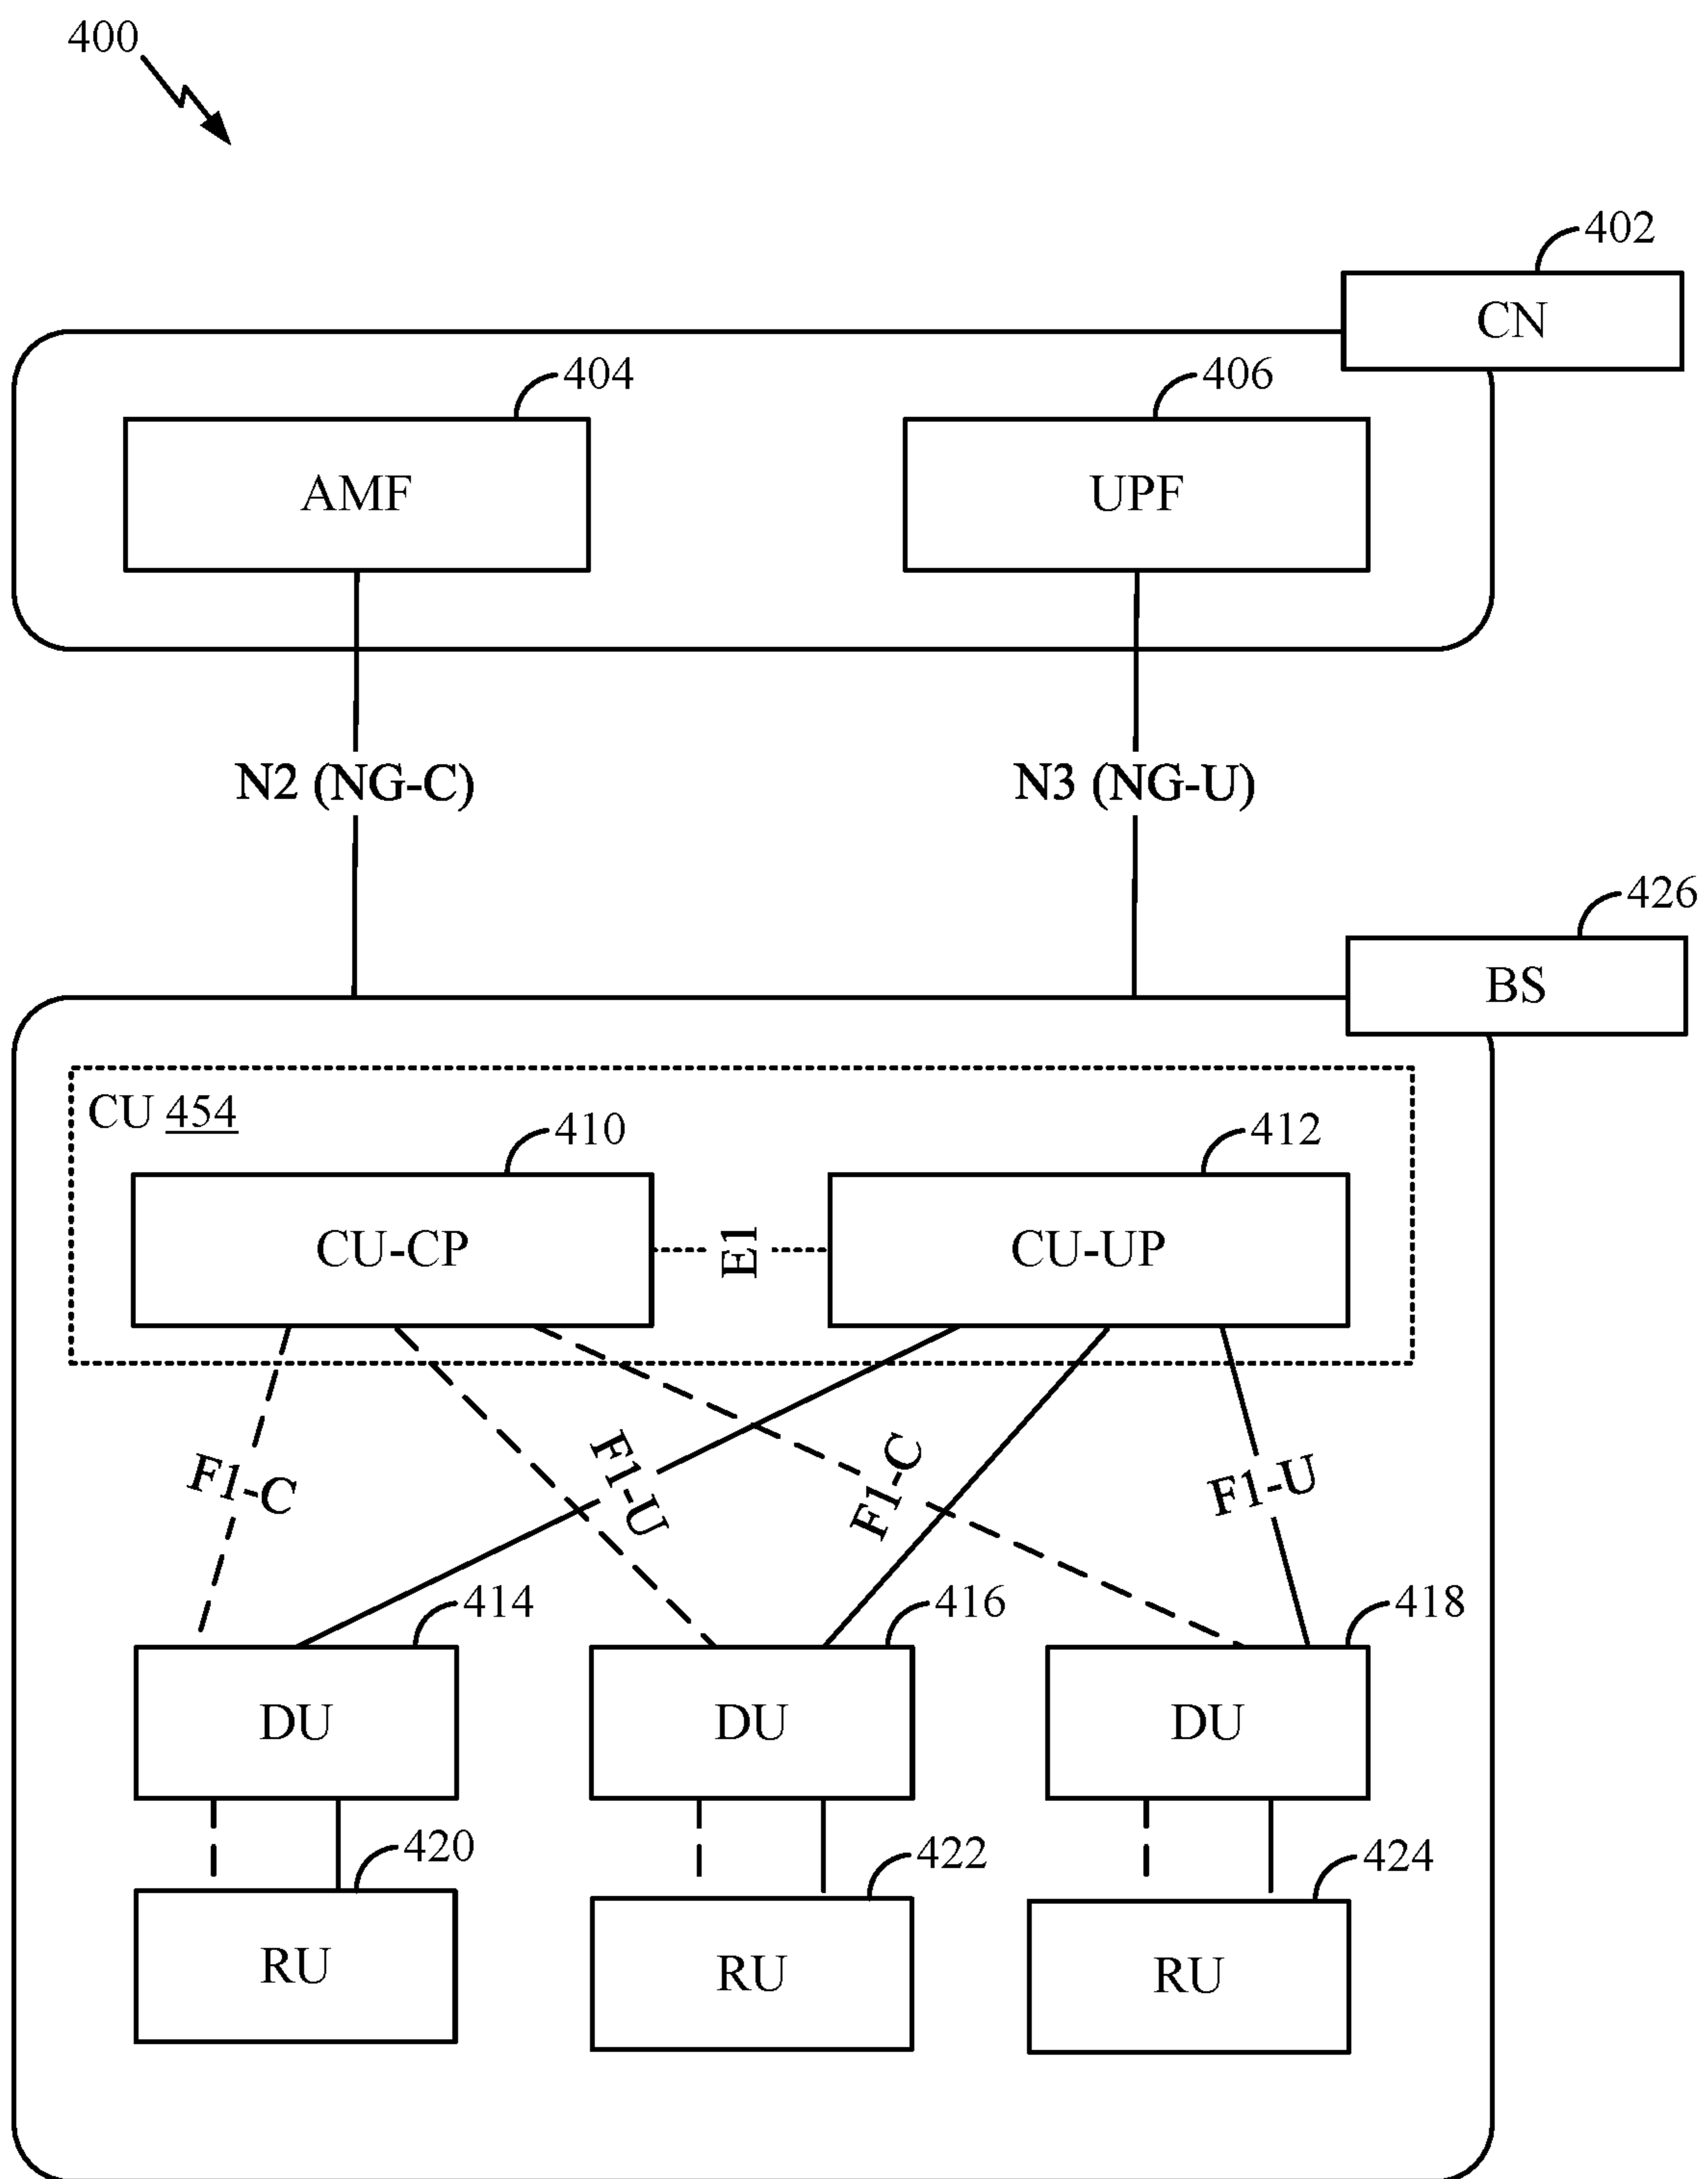 400
402
CN
404
406
AMF
UPF
N2 (NG-C)
N3 (NG-U)
426
BS
CU 454
410
412
CU-CP
E1
CU-UP
F1-C
F1-U
F1-C
F1-U
414
416
418
DU
DU
DU
420
422
424
RU
RU
RU